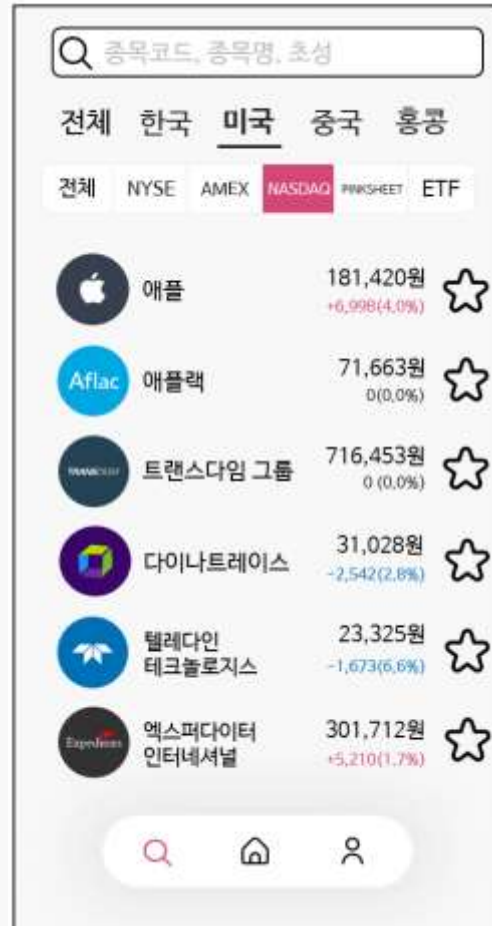 종목코드, 종목명, 초성
전체 한국 미국 중국 홍콩
전체 NYSE AMEX NASDAQ PINKSHEET ETF
애플 181,420원
+6,998(4.0%)
Aflac 애플랙 71,663원
0(0.0%)
트랜스다임 그룹 716,453원
0 (0.0%)
다이나트레이스 31,028원
-2,542(2.8%)
텔레다인 23,325원
테크놀로지스 -1,673(6,6%)
엑스퍼다이터 301,712원
인터네셔널 +5,210(1.7%)